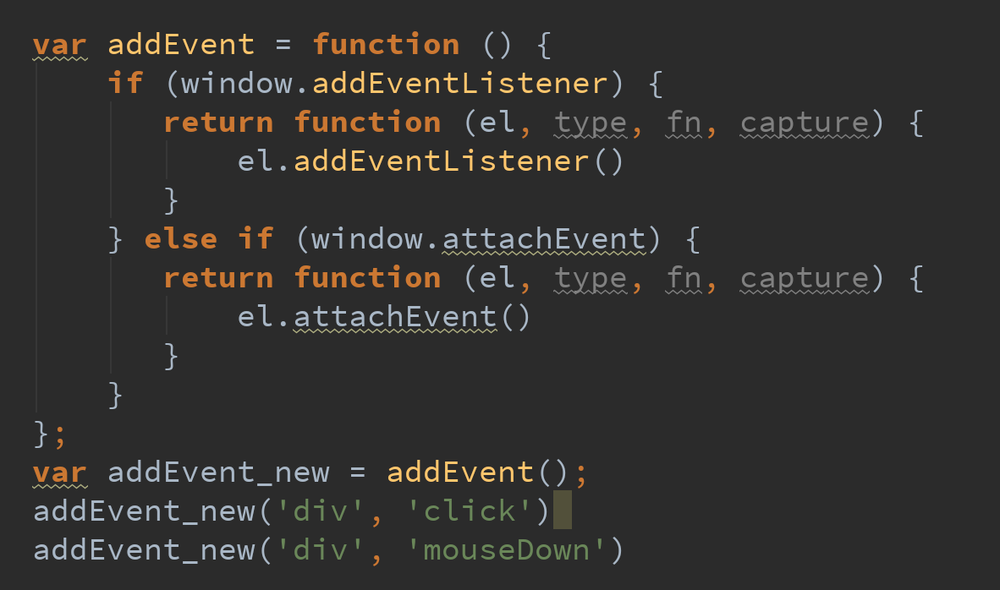 var addEvent = function () {
    if (window.addEventListener) {
       return function (el, type, fn, capture) {
           el.addEventListener()
       }
    } else if (window.attachEvent) {
       return function (el, type, fn, capture) {
           el.attachEvent()
       }
    }
};
var addEvent_new = addEvent();
addEvent_new('div', 'click')
addEvent_new('div', 'mouseDown')